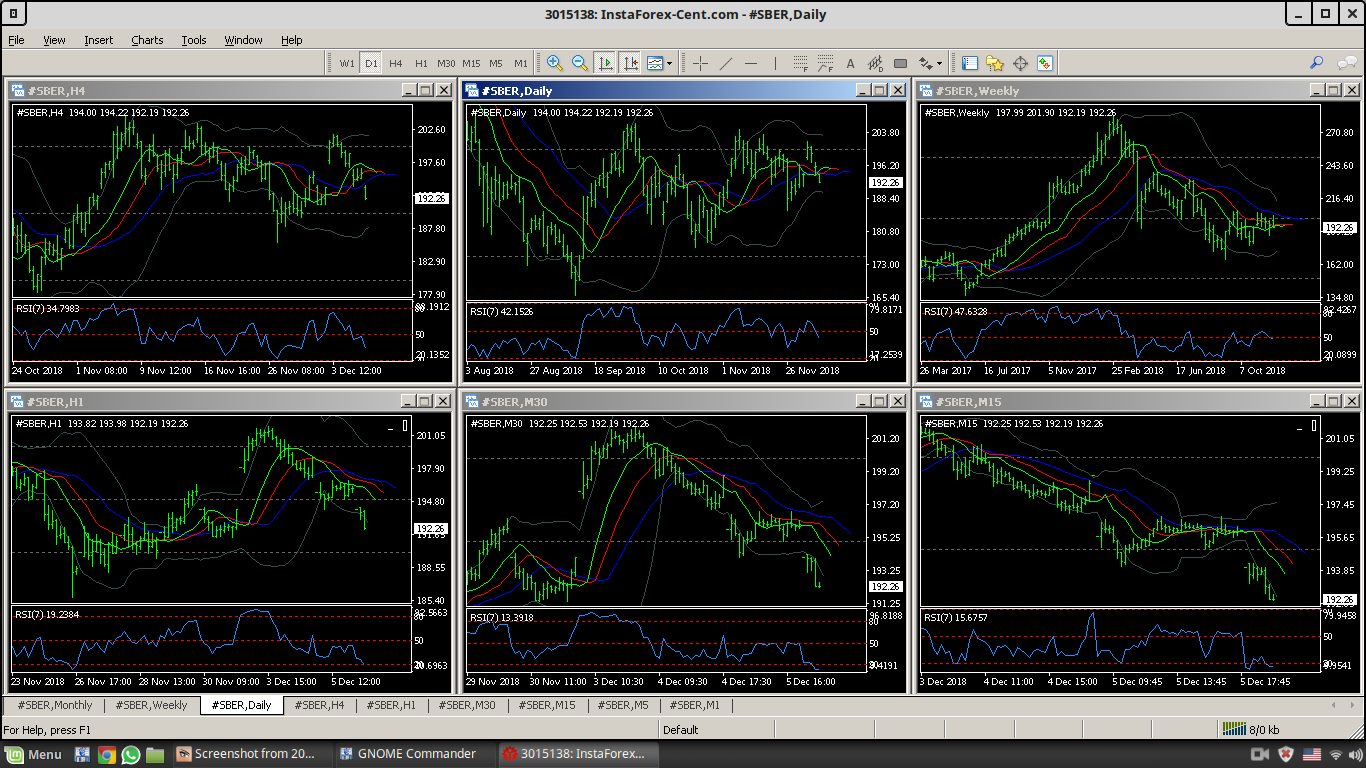 3015138: InstaForex-Cent.com - #SBER,Daily
File View Insert Charts Tools Window Help
W1 D1 H4 H1 M30 M15 M5 M1 A
#SBER,H4
#SBER,H4 194.00 194.22 192.19 192.26
202.60
197.60
192.26
187.80
182.90
177.90
RSI(7) 34.7983
50
20.1352
24 Oct 2018 1 Nov 08:00 9 Nov 12:00 16 Nov 16:00 26 Nov 08:00 3 Dec 12:00
#SBER,Daily
#SBER,Daily 194.00 194.22 192.19 192.26
203.80
196.20
192.26
188.40
180.80
173.00
165.40
RSI(7) 42.1526
79.8171
50
17.2539
3 Aug 2018 27 Aug 2018 18 Sep 2018 10 Oct 2018 1 Nov 2018 26 Nov 2018
#SBER,Weekly
#SBER,Weekly 197.99 201.90 192.19 192.26
270.80
243.60
216.40
192.26
162.00
134.80
RSI(7) 47.6328
50
20.0899
26 Mar 2017 16 Jul 2017 5 Nov 2017 25 Feb 2018 17 Jun 2018 7 Oct 2018
#SBER,H1
#SBER,H1 193.82 193.98 192.19 192.26
201.05
197.90
194.80
192.26
188.55
185.40
RSI(7) 19.2384
80
50
20
23 Nov 2018 26 Nov 17:00 28 Nov 13:00 30 Nov 09:00 3 Dec 15:00 5 Dec 12:00
#SBER,M30
#SBER,M30 192.25 192.53 192.19 192.26
201.20
199.20
197.20
195.25
193.25
192.26
191.25
RSI(7) 13.3918
80
50
29 Nov 2018 30 Nov 11:00 3 Dec 10:30 4 Dec 09:30 4 Dec 17:30 5 Dec 16:00
#SBER,M15
#SBER,M15 192.25 192.53 192.19 192.26
201.05
199.25
197.45
195.65
193.85
192.26
RSI(7) 15.6757
50
3 Dec 2018 4 Dec 11:00 4 Dec 15:00 5 Dec 09:45 5 Dec 13:45 5 Dec 17:45
#SBER,Monthly #SBER,Weekly #SBER,Daily #SBER,H4 #SBER,H1 #SBER,M30 #SBER,M15 #SBER,M5 #SBER,M1
For Help, press F1 Default 8/0 kb
Menu Screenshot from 20... GNOME Commander 3015138: InstaForex...